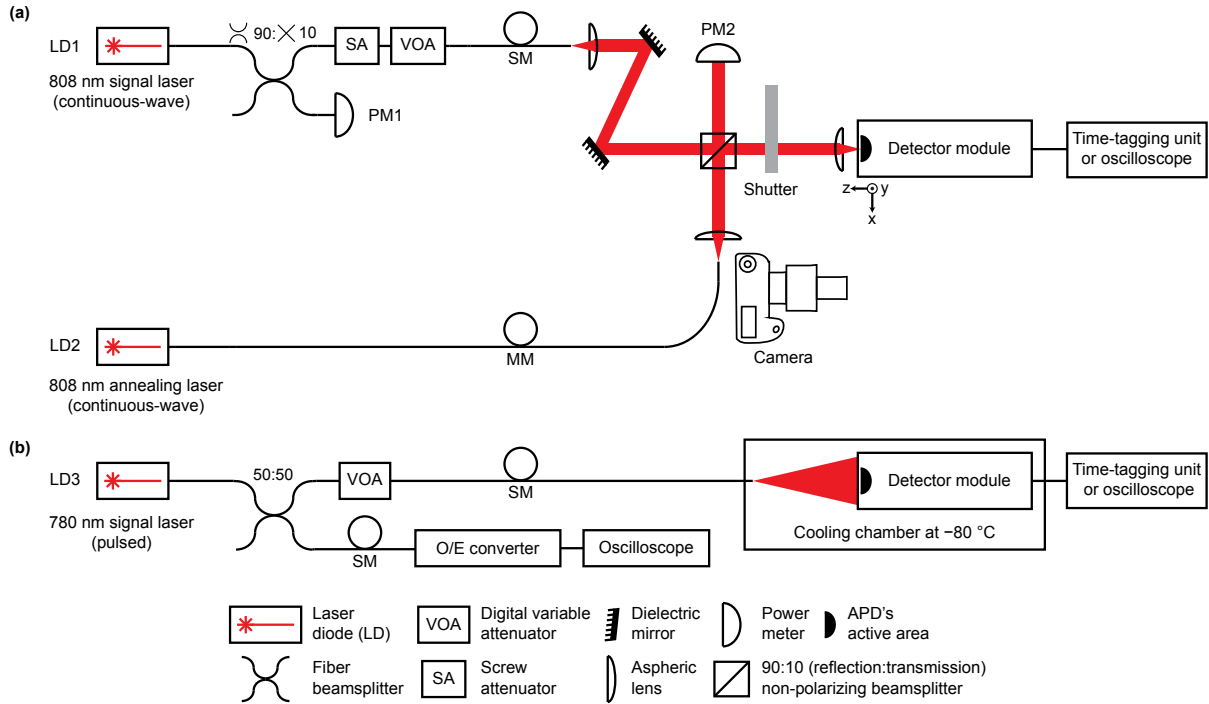 (a)
LD1
90:
10
SA
VOA
SM
PM2
808 nm signal laser
(continuous-wave)
PM1
Detector module
Time-tagging unit
or oscilloscope
Shutter
z
y
x
LD2
MM
Camera
808 nm annealing laser
(continuous-wave)
(b)
LD3
50:50
VOA
SM
Detector module
Time-tagging unit
or oscilloscope
780 nm signal laser
(pulsed)
SM
O/E converter
Oscilloscope
Cooling chamber at −80 °C
Laser
diode (LD)
VOA
Digital variable
attenuator
Dielectric
mirror
Power
meter
APD's
active area
Fiber
beamsplitter
SA
Screw
attenuator
Aspheric
lens
90:10 (reflection:transmission)
non-polarizing beamsplitter